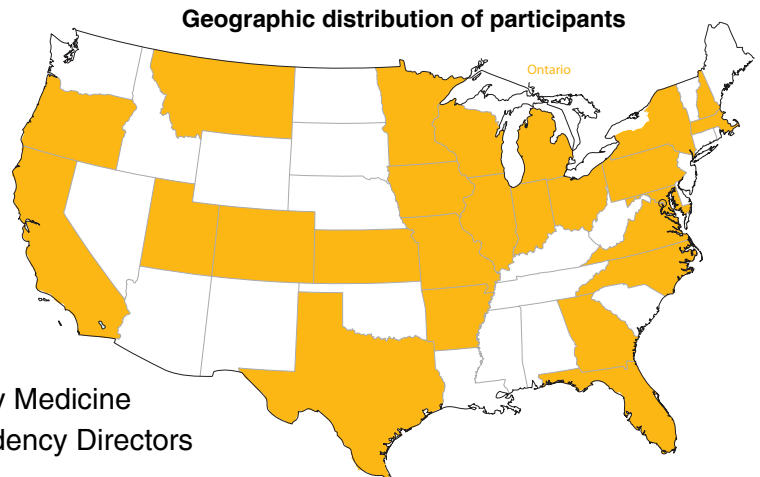 Geographic distribution of participants
Ontario
y Medicine
dency Directors